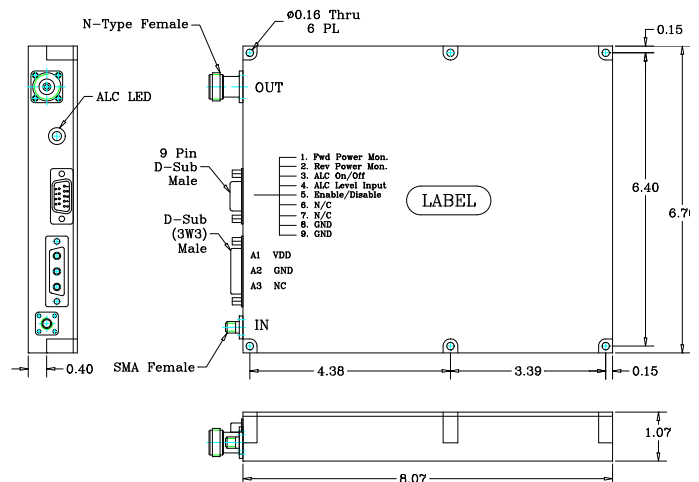 N-Type Female
ø0.16 Thru
6 PL
0.15
OUT
ALC LED
9 Pin
D-Sub
Male
1. Fwd Power Mon.
2. Rev Power Mon.
3. ALC On/Off
4. ALC Level Input
5. Enable/Disable
6. N/C
7. N/C
8. GND
9. GND
LABEL
6.40
6.70
D-Sub
(3W3)
Male
A1 VDD
A2 GND
A3 NC
IN
SMA Female
0.40
4.38
3.39
0.15
1.07
8.07